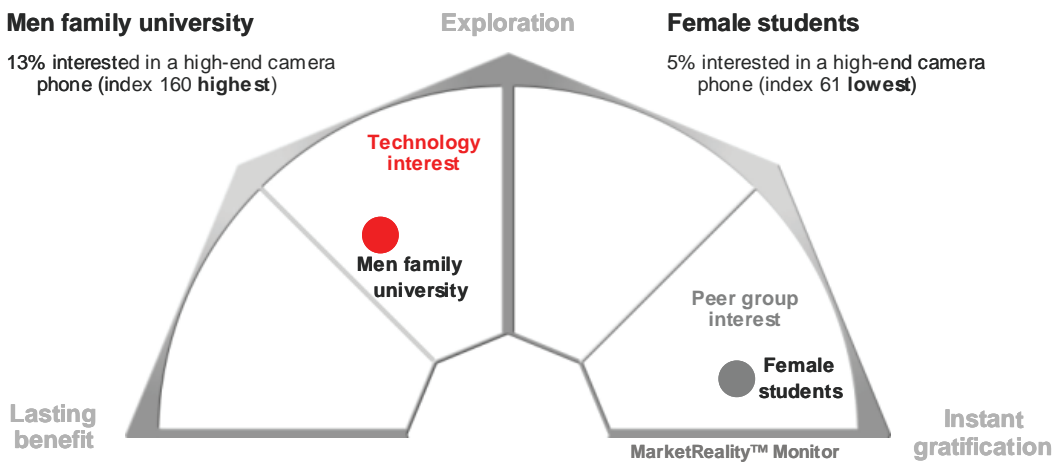 Men family university
Exploration
Female students
13% interested in a high-end camera
phone (index 160 highest)
5% interested in a high-end camera
phone (index 61 lowest)
Technology
interest
Men family
university
Peer group
interest
Female
students
Lasting
benefit
Instant
gratification
MarketReality™ Monitor